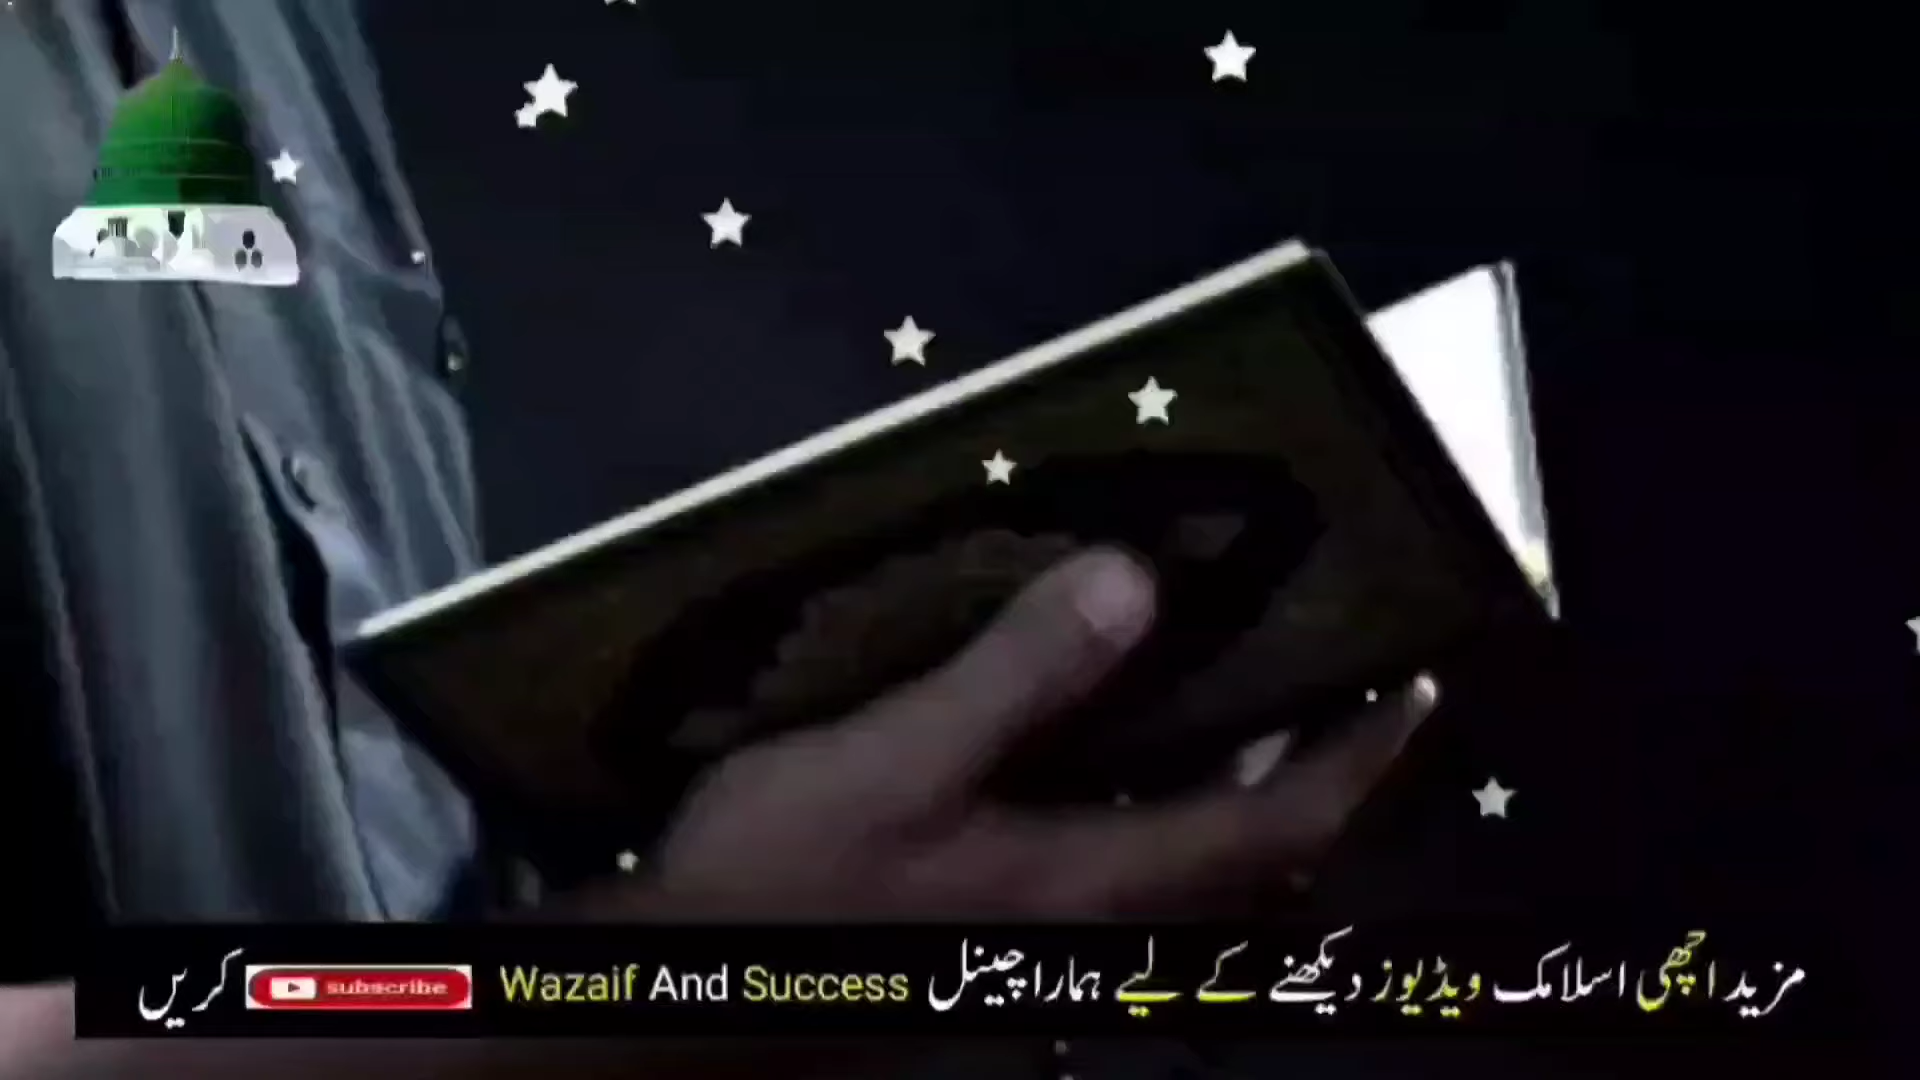 مزید اچھی اسلامک ویڈیوز دیکھنے کے لیے ہمارا چینل Wazaif And Success subscribe کریں